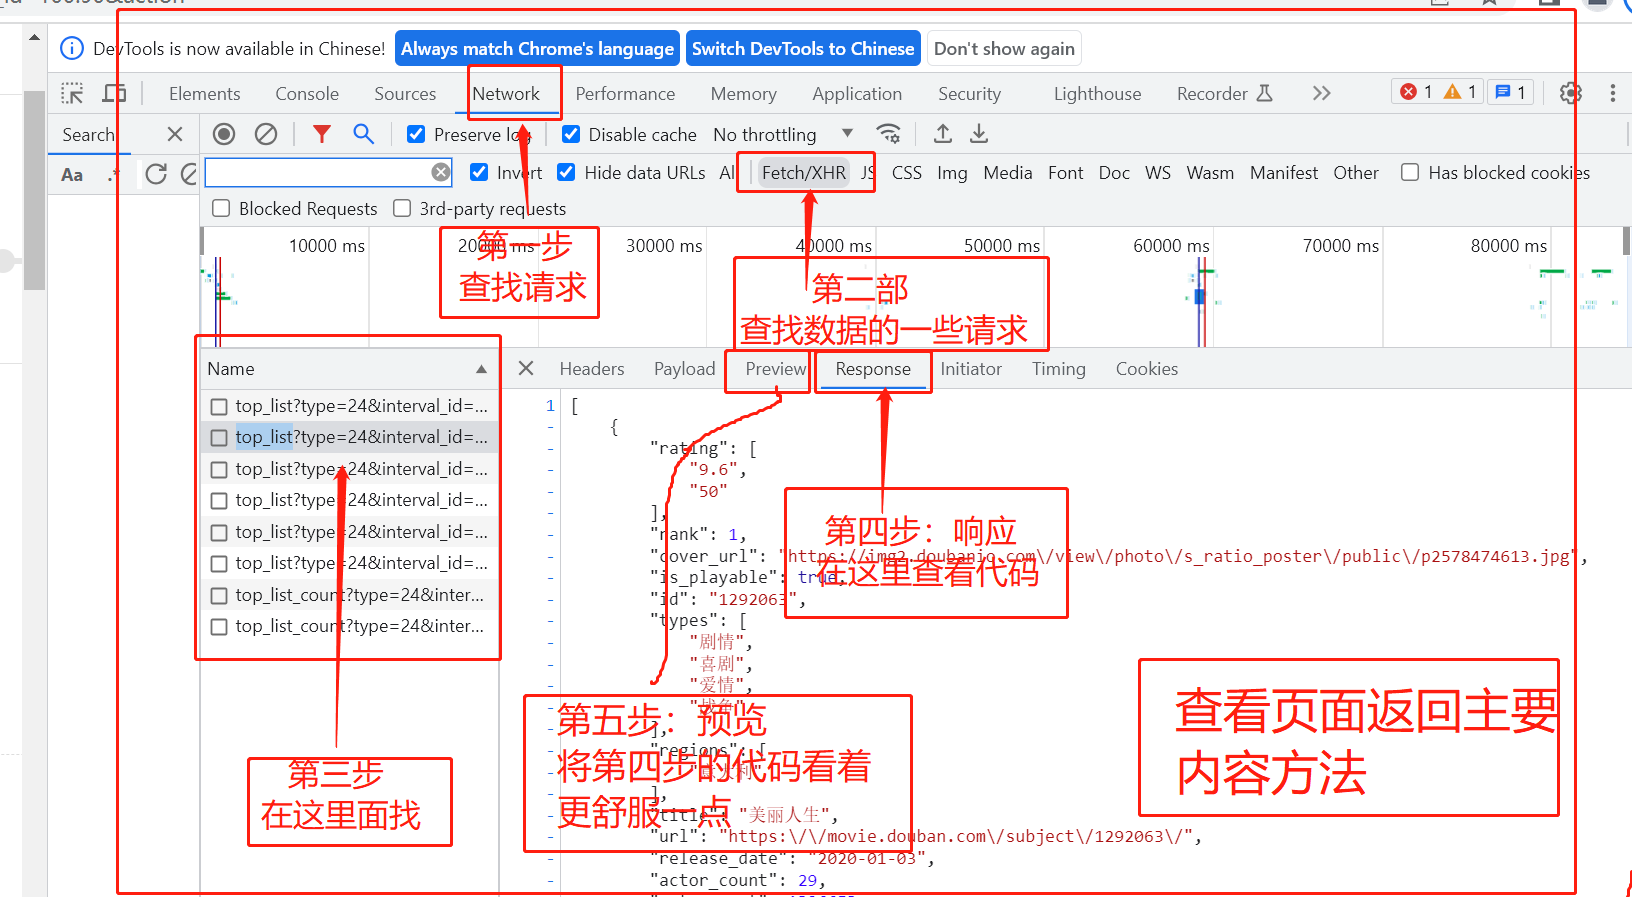 DevTools is now available in Chinese! Always match Chrome's language Switch DevTools to Chinese Don't show again
Elements Console Sources Network Performance Memory Application Security Lighthouse Recorder 1 1 1
Search Preserve log Disable cache No throttling
Aa .* Invert Hide data URLs All Fetch/XHR JS CSS Img Media Font Doc WS Wasm Manifest Other Has blocked cookies
Blocked Requests 3rd-party requests
10000 ms 20000 ms 30000 ms 40000 ms 50000 ms 60000 ms 70000 ms 80000 ms
第一步
查找请求
第二部
查找数据的一些请求
Name
Headers Payload Preview Response Initiator Timing Cookies
top_list?type=24&interval_id=...
top_list?type=24&interval_id=...
top_list?type=24&interval_id=...
top_list?type=24&interval_id=...
top_list?type=24&interval_id=...
top_list?type=24&interval_id=...
top_list_count?type=24&inter...
top_list_count?type=24&inter...
第三步
在这里面找
1 [
- {
- "rating": [
- "9.6",
- "50"
- ],
- "rank": 1,
- "cover_url": "https:\/\/img2.doubanio.com\/view\/photo\/s_ratio_poster\/public\/p2578474613.jpg",
- "is_playable": true,
- "id": "1292063",
- "types": [
- "剧情",
- "喜剧",
- "爱情",
- "战争"
- ],
- "regions": [
- "意大利"
- ],
- "title": "美丽人生",
- "url": "https:\/\/movie.douban.com\/subject\/1292063\/",
- "release_date": "2020-01-03",
- "actor_count": 29,
第四步：响应
在这里查看代码
第五步：预览
将第四步的代码看着
更舒服一点
查看页面返回主要
内容方法